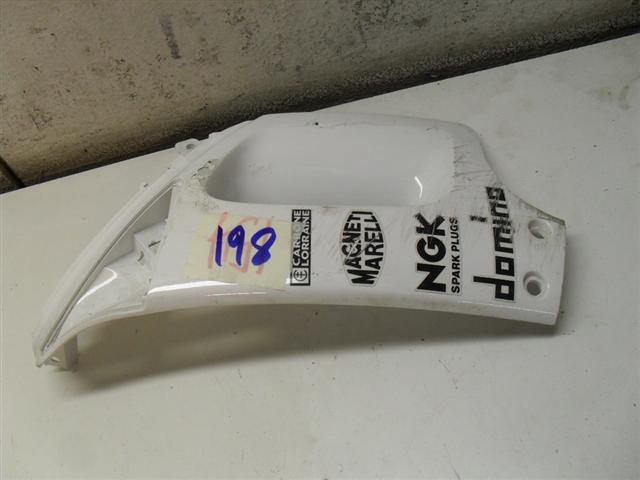 198
CARBONE
LORRAINE
MAGNETI
MARELLI
NGK
SPARK PLUGS
domino